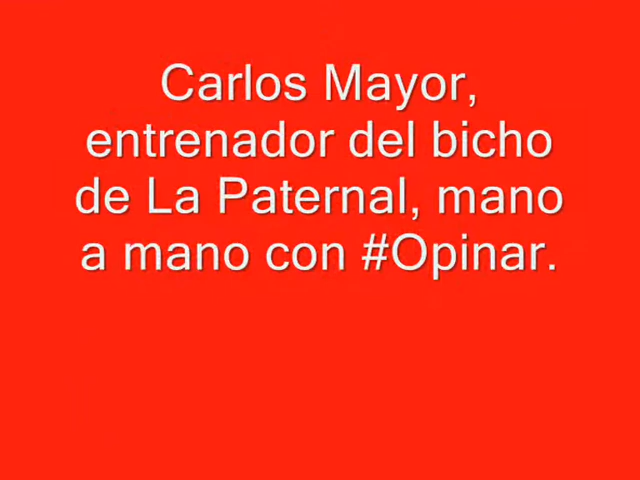 Carlos Mayor,
entrenador del bicho
de La Paternal, mano
a mano con #Opinar.